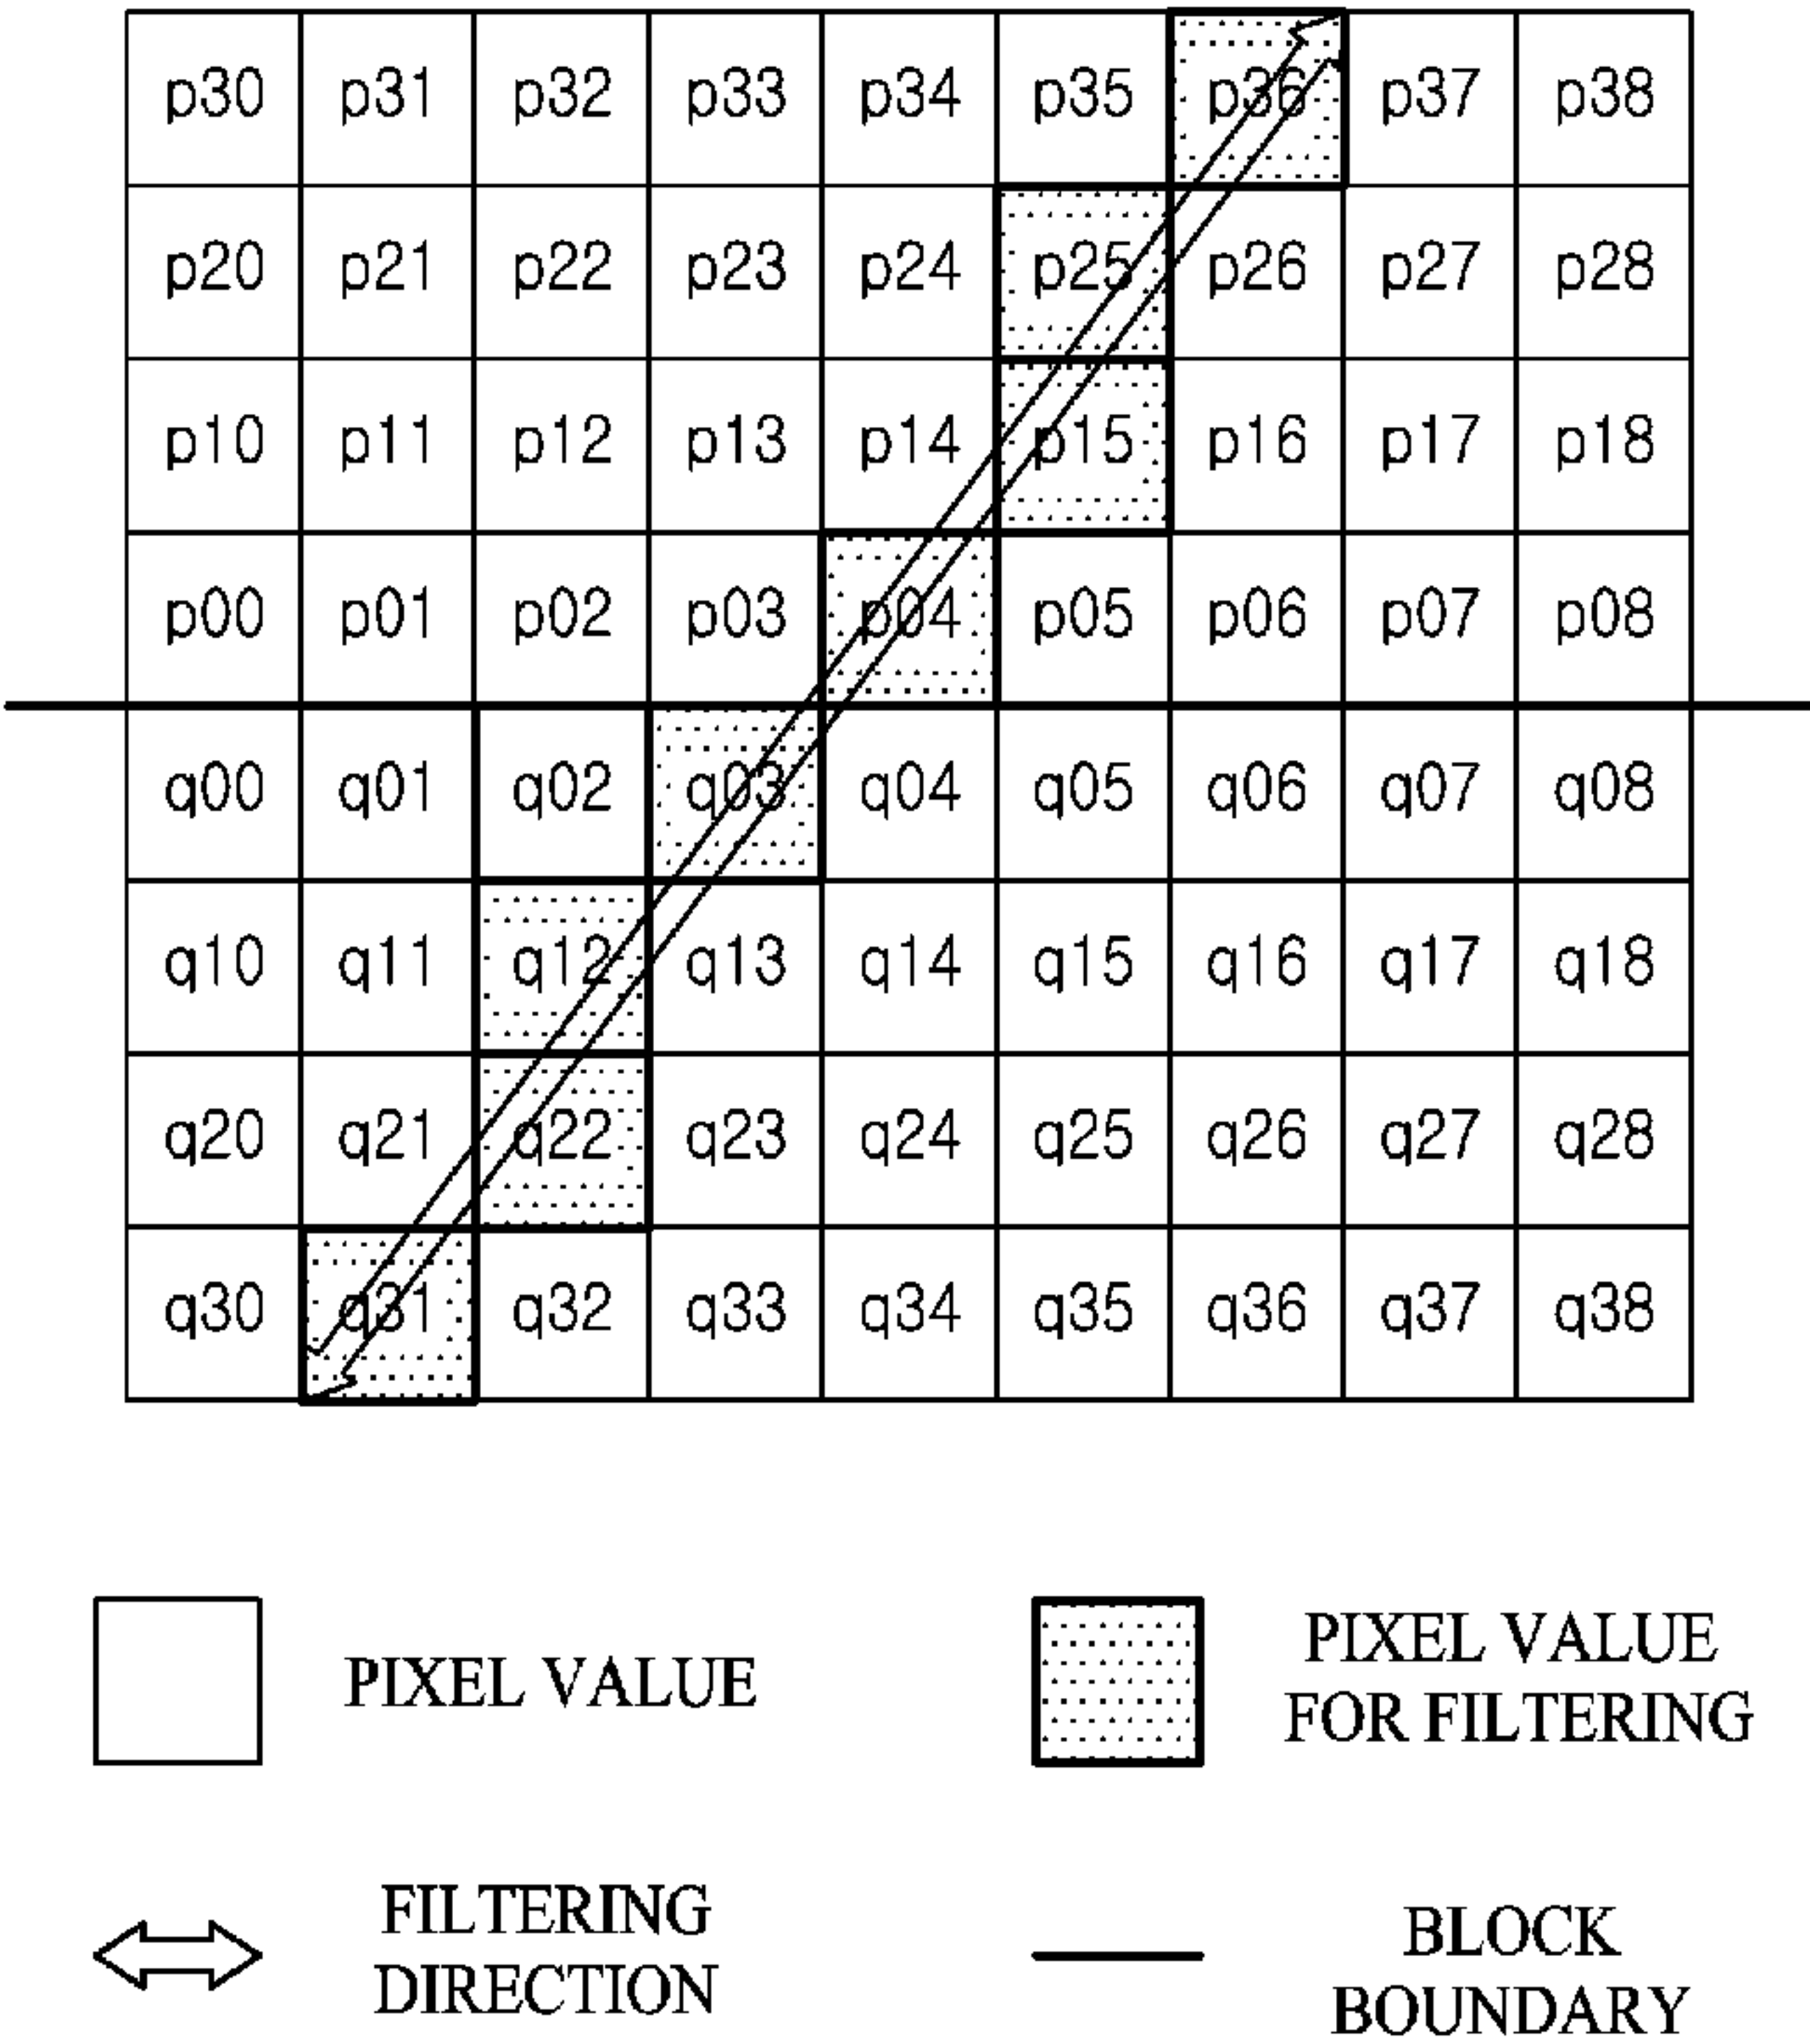 p30 p31 p32 p33 p34 p35 p36 p37 p38
p20 p21 p22 p23 p24 p25 p26 p27 p28
p10 p11 p12 p13 p14 p15 p16 p17 p18
p00 p01 p02 p03 p04 p05 p06 p07 p08
q00 q01 q02 q03 q04 q05 q06 q07 q08
q10 q11 q12 q13 q14 q15 q16 q17 q18
q20 q21 q22 q23 q24 q25 q26 q27 q28
q30 q31 q32 q33 q34 q35 q36 q37 q38
PIXEL VALUE
PIXEL VALUE
FOR FILTERING
FILTERING
DIRECTION
BLOCK
BOUNDARY